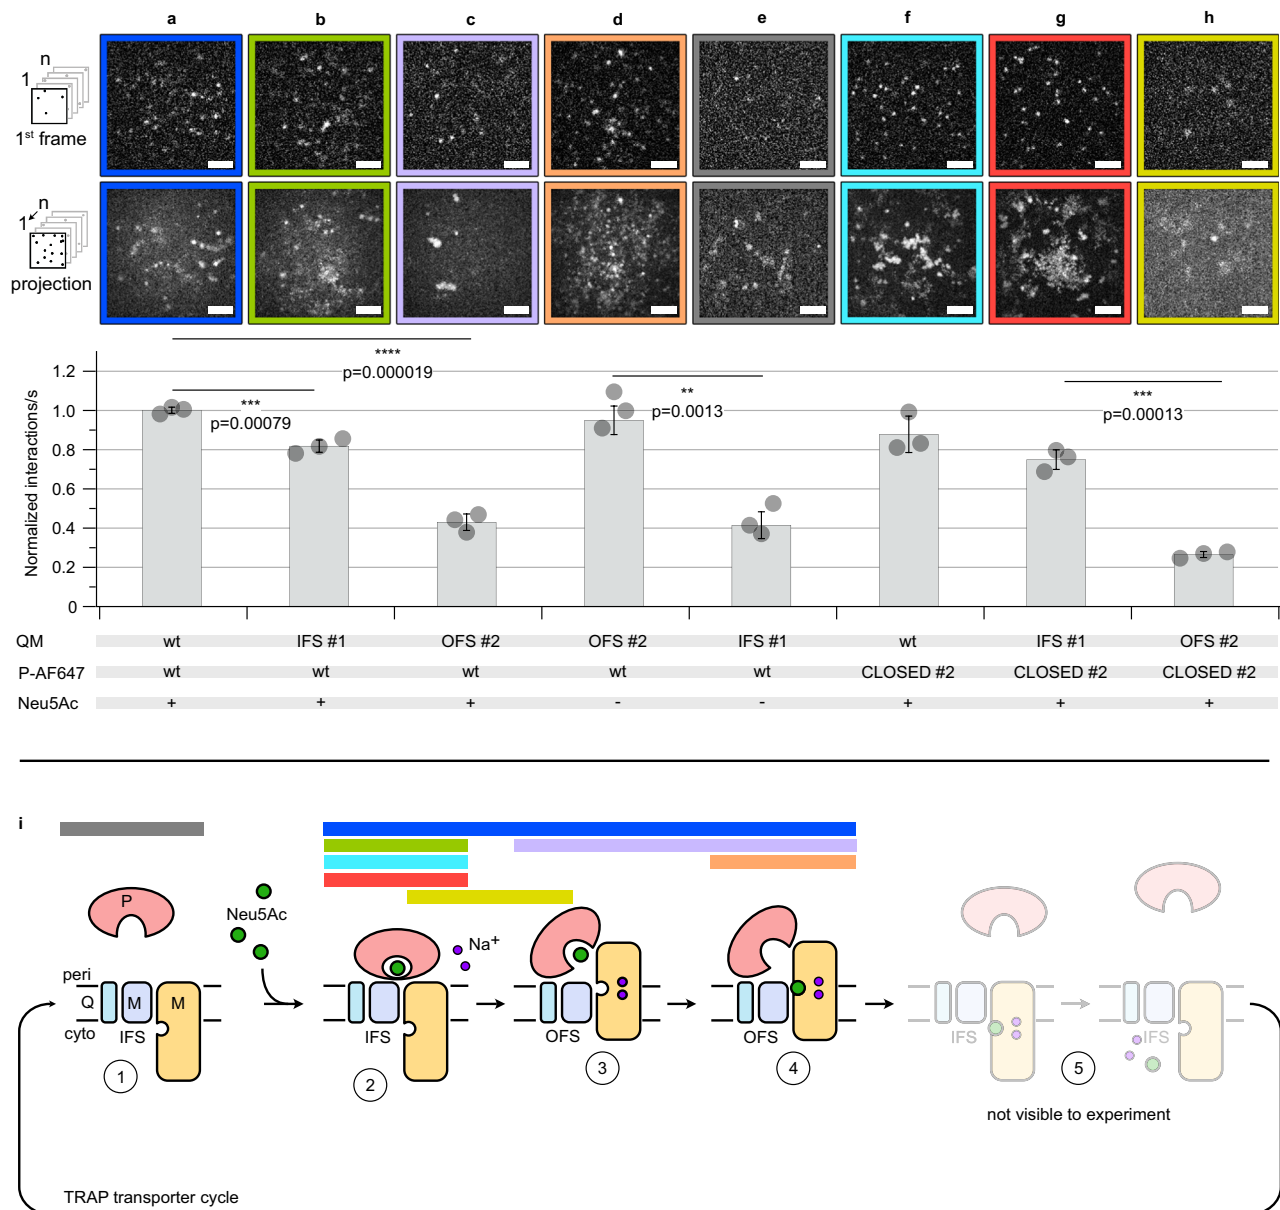 a b c d e f g h
n
1
1st frame
n
1
projection
Normalized interactions/s
1.2
1.0
0.8
0.6
0.4
0.2
0
****
p=0.000019
***
p=0.00079
**
p=0.0013
***
p=0.00013
QM wt IFS #1 OFS #2 OFS #2 IFS #1 wt IFS #1 OFS #2
P-AF647 wt wt wt wt wt CLOSED #2 CLOSED #2 CLOSED #2
Neu5Ac + + + - - + + +
i
P
Neu5Ac
Na+
peri
Q M M
cyto IFS
IFS
OFS
OFS
IFS
IFS
1
2
3
4
5
not visible to experiment
TRAP transporter cycle